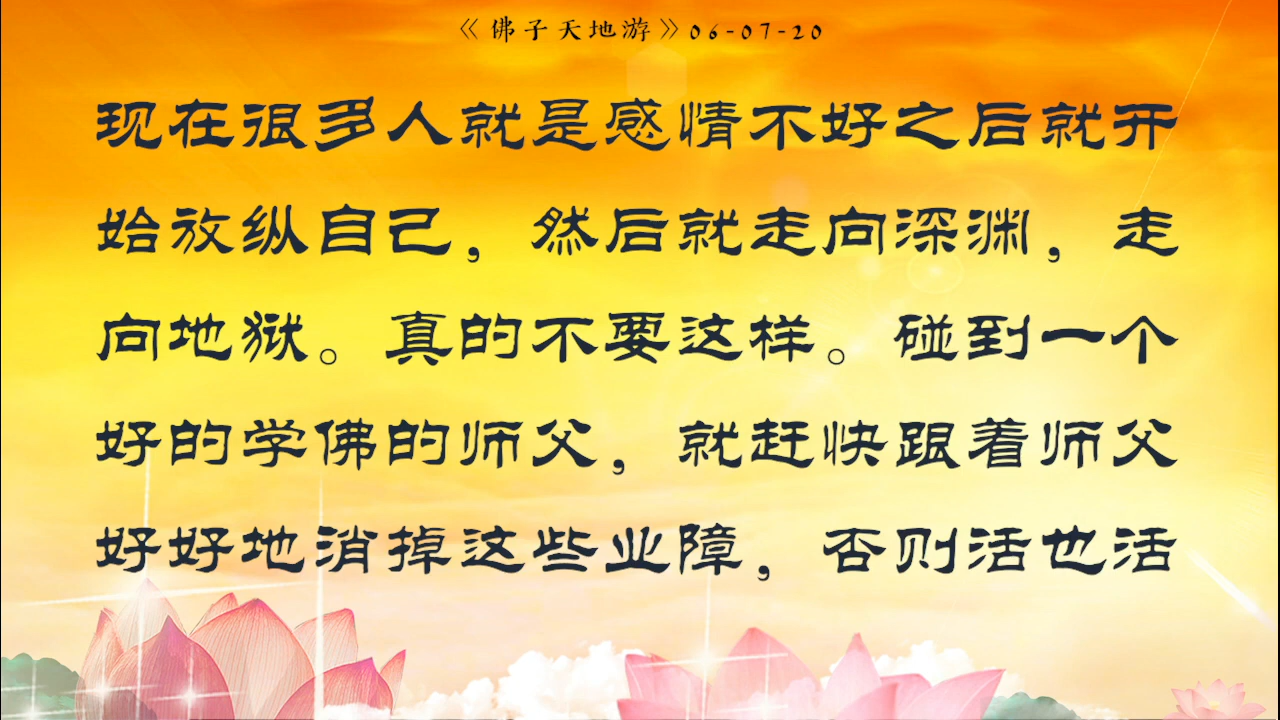 《佛子天地游》06-07-20
现在很多人就是感情不好之后就开
始放纵自己，然后就走向深渊，走
向地狱。真的不要这样。碰到一个
好的学佛的师父，就赶快跟着师父
好好地消掉这些业障，否则活也活